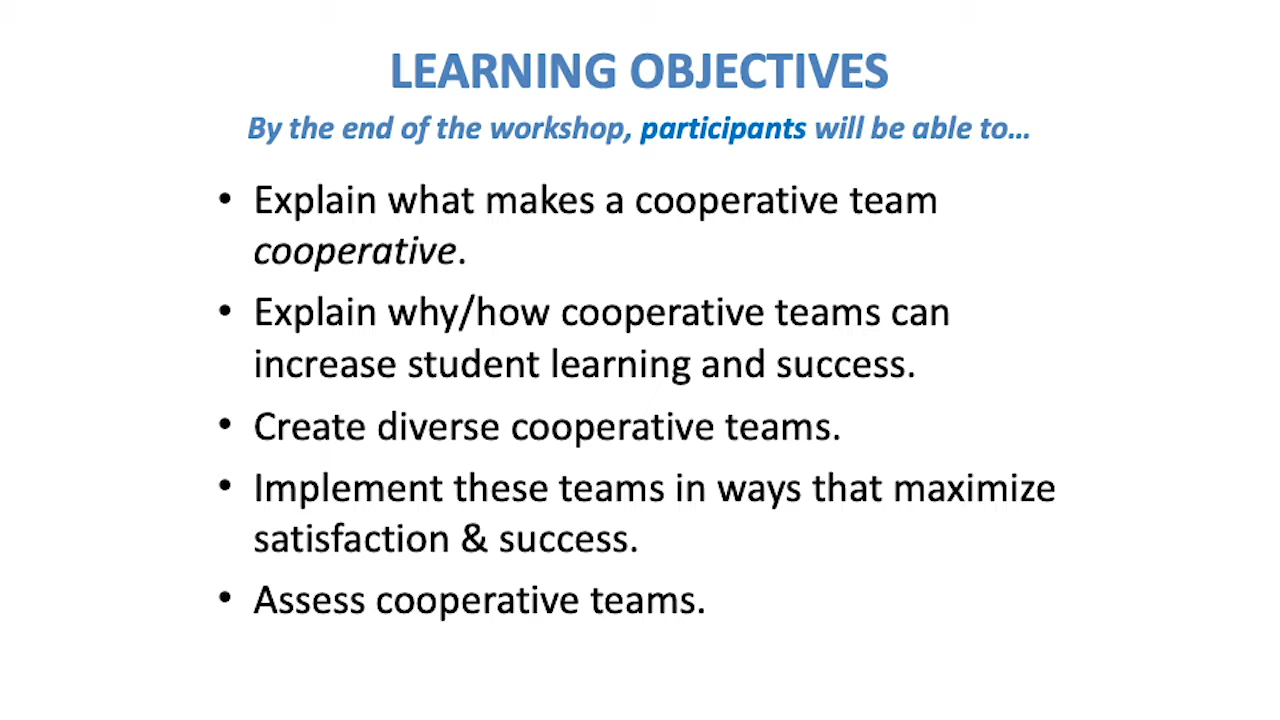 LEARNING OBJECTIVES
By the end of the workshop, participants will be able to...
• Explain what makes a cooperative team
cooperative.
• Explain why/how cooperative teams can
increase student learning and success.
• Create diverse cooperative teams.
• Implement these teams in ways that maximize
satisfaction & success.
• Assess cooperative teams.